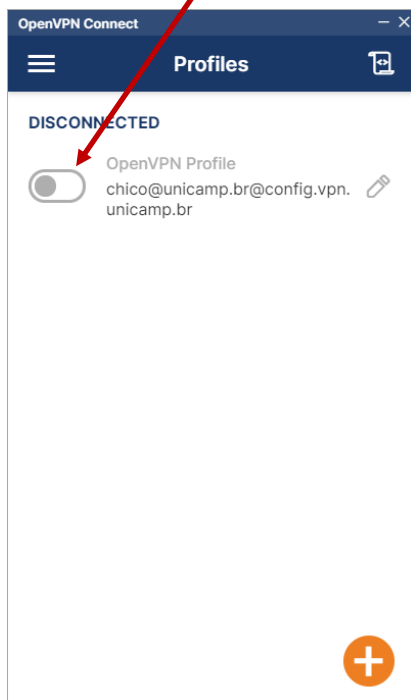 OpenVPN Connect
Profiles
DISCONNECTED
OpenVPN Profile
chico@unicamp.br@config.vpn.
unicamp.br